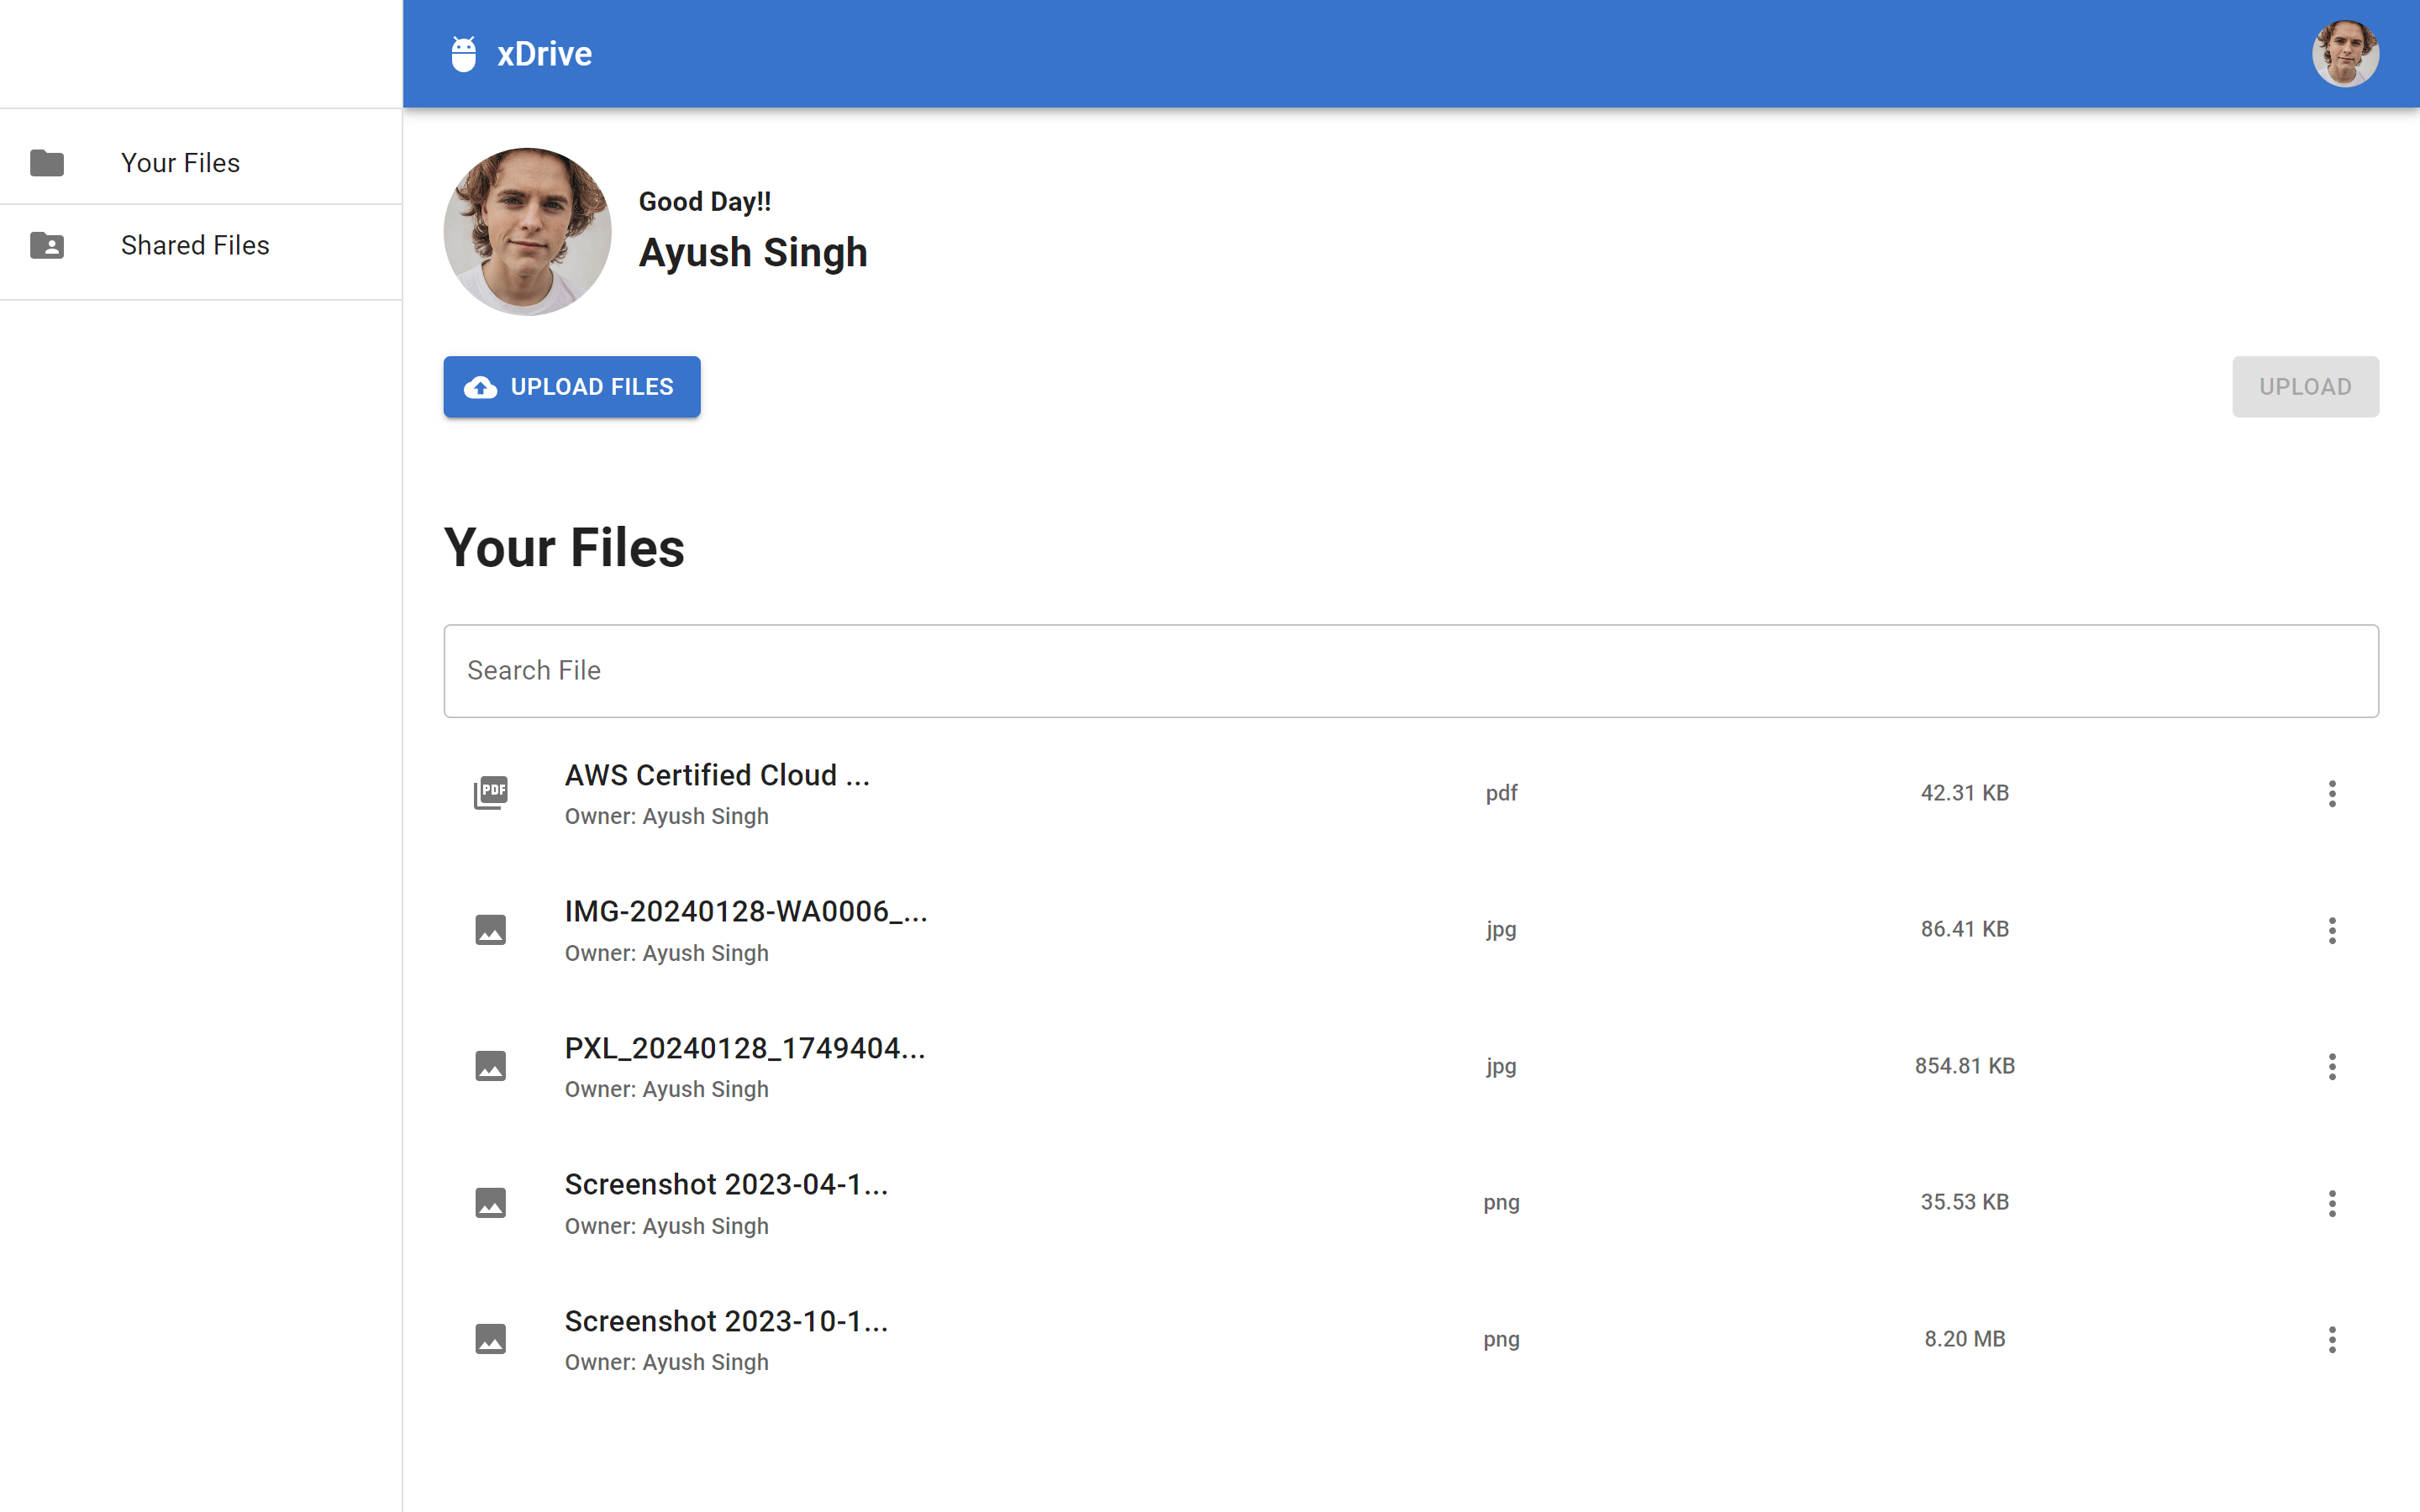 xDrive
Your Files
Shared Files
Good Day!!
Ayush Singh
UPLOAD FILES
UPLOAD
Your Files
Search File
PDF
AWS Certified Cloud ...
Owner: Ayush Singh
pdf
42.31 KB
IMG-20240128-WA0006_...
Owner: Ayush Singh
jpg
86.41 KB
PXL_20240128_1749404...
Owner: Ayush Singh
jpg
854.81 KB
Screenshot 2023-04-1...
Owner: Ayush Singh
png
35.53 KB
Screenshot 2023-10-1...
Owner: Ayush Singh
png
8.20 MB